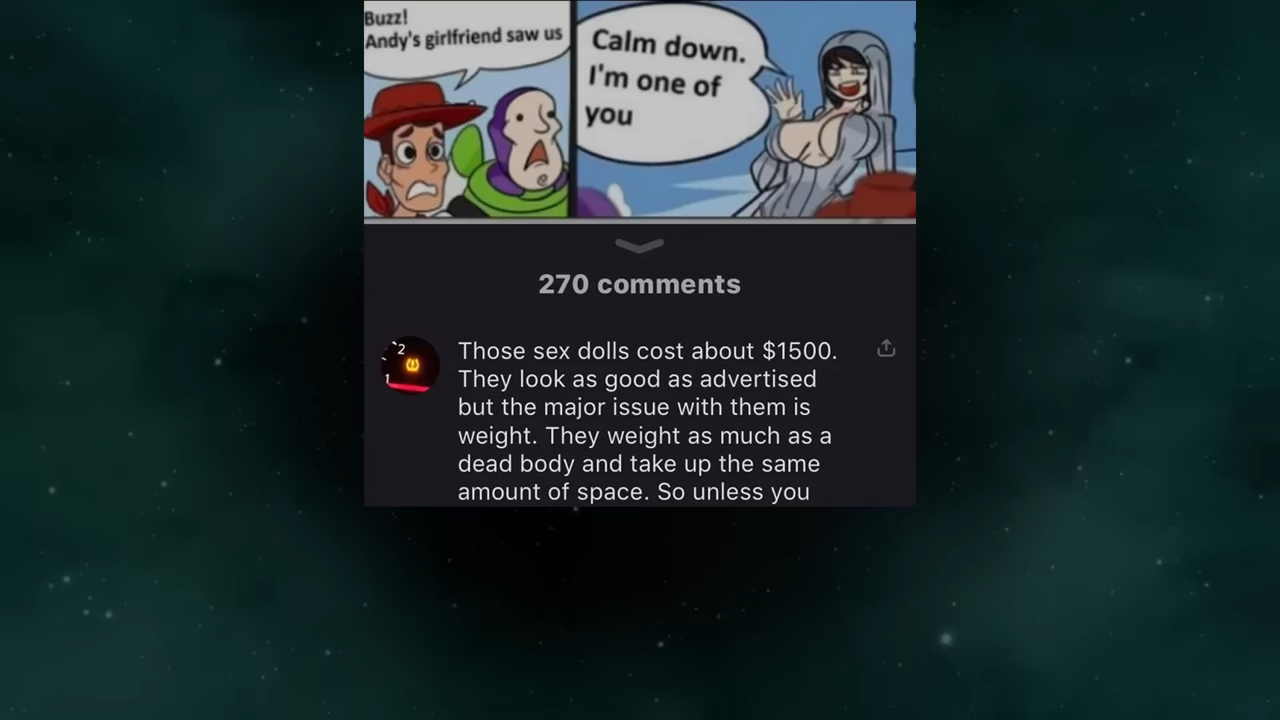 Buzz!
Andy's girlfriend saw us
Calm down.
I'm one of
you
270 comments
2
1
Those sex dolls cost about $1500.
They look as good as advertised
but the major issue with them is
weight. They weight as much as a
dead body and take up the same
amount of space. So unless you